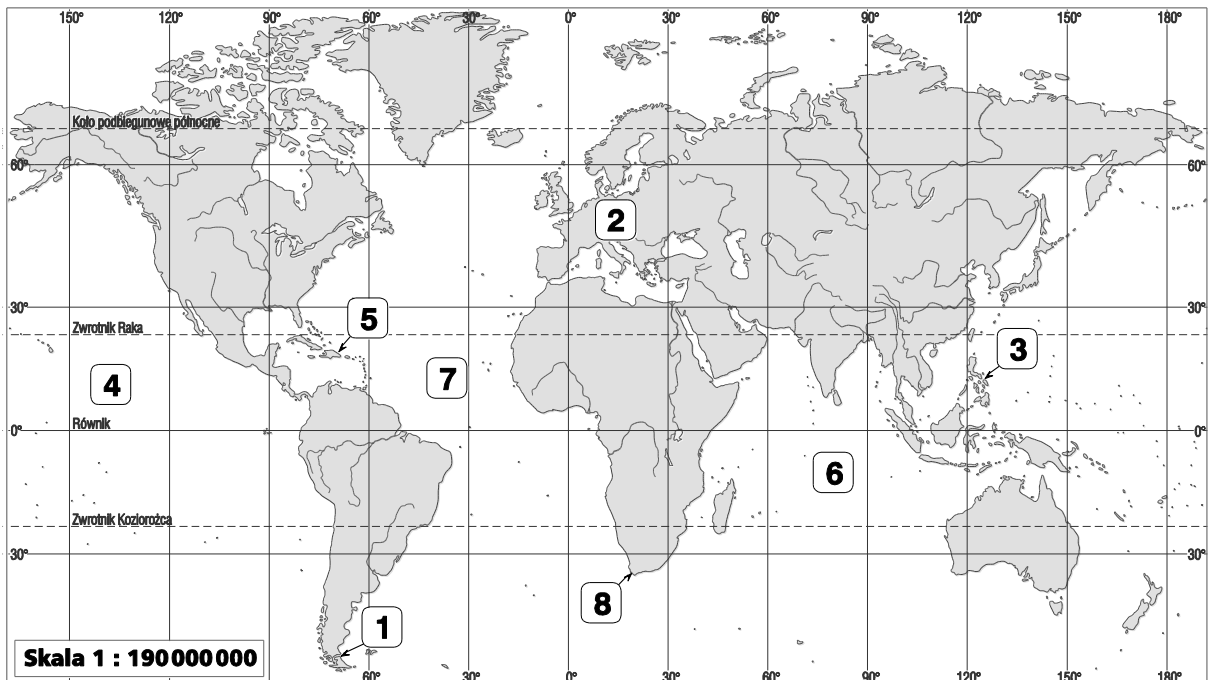 150° 120° 90° 60° 30° 0° 30° 60° 90° 120° 150° 180°
Koło podbiegunowe północne
60° 60°
2
30° 5 30°
Zwrotnik Raka
3
4 7
Równik
0° 0°
6
Zwrotnik Koziorożca
30° 30°
8
1
Skala 1 : 190 000 000
60° 30° 0° 30° 60° 90° 120° 150° 180°